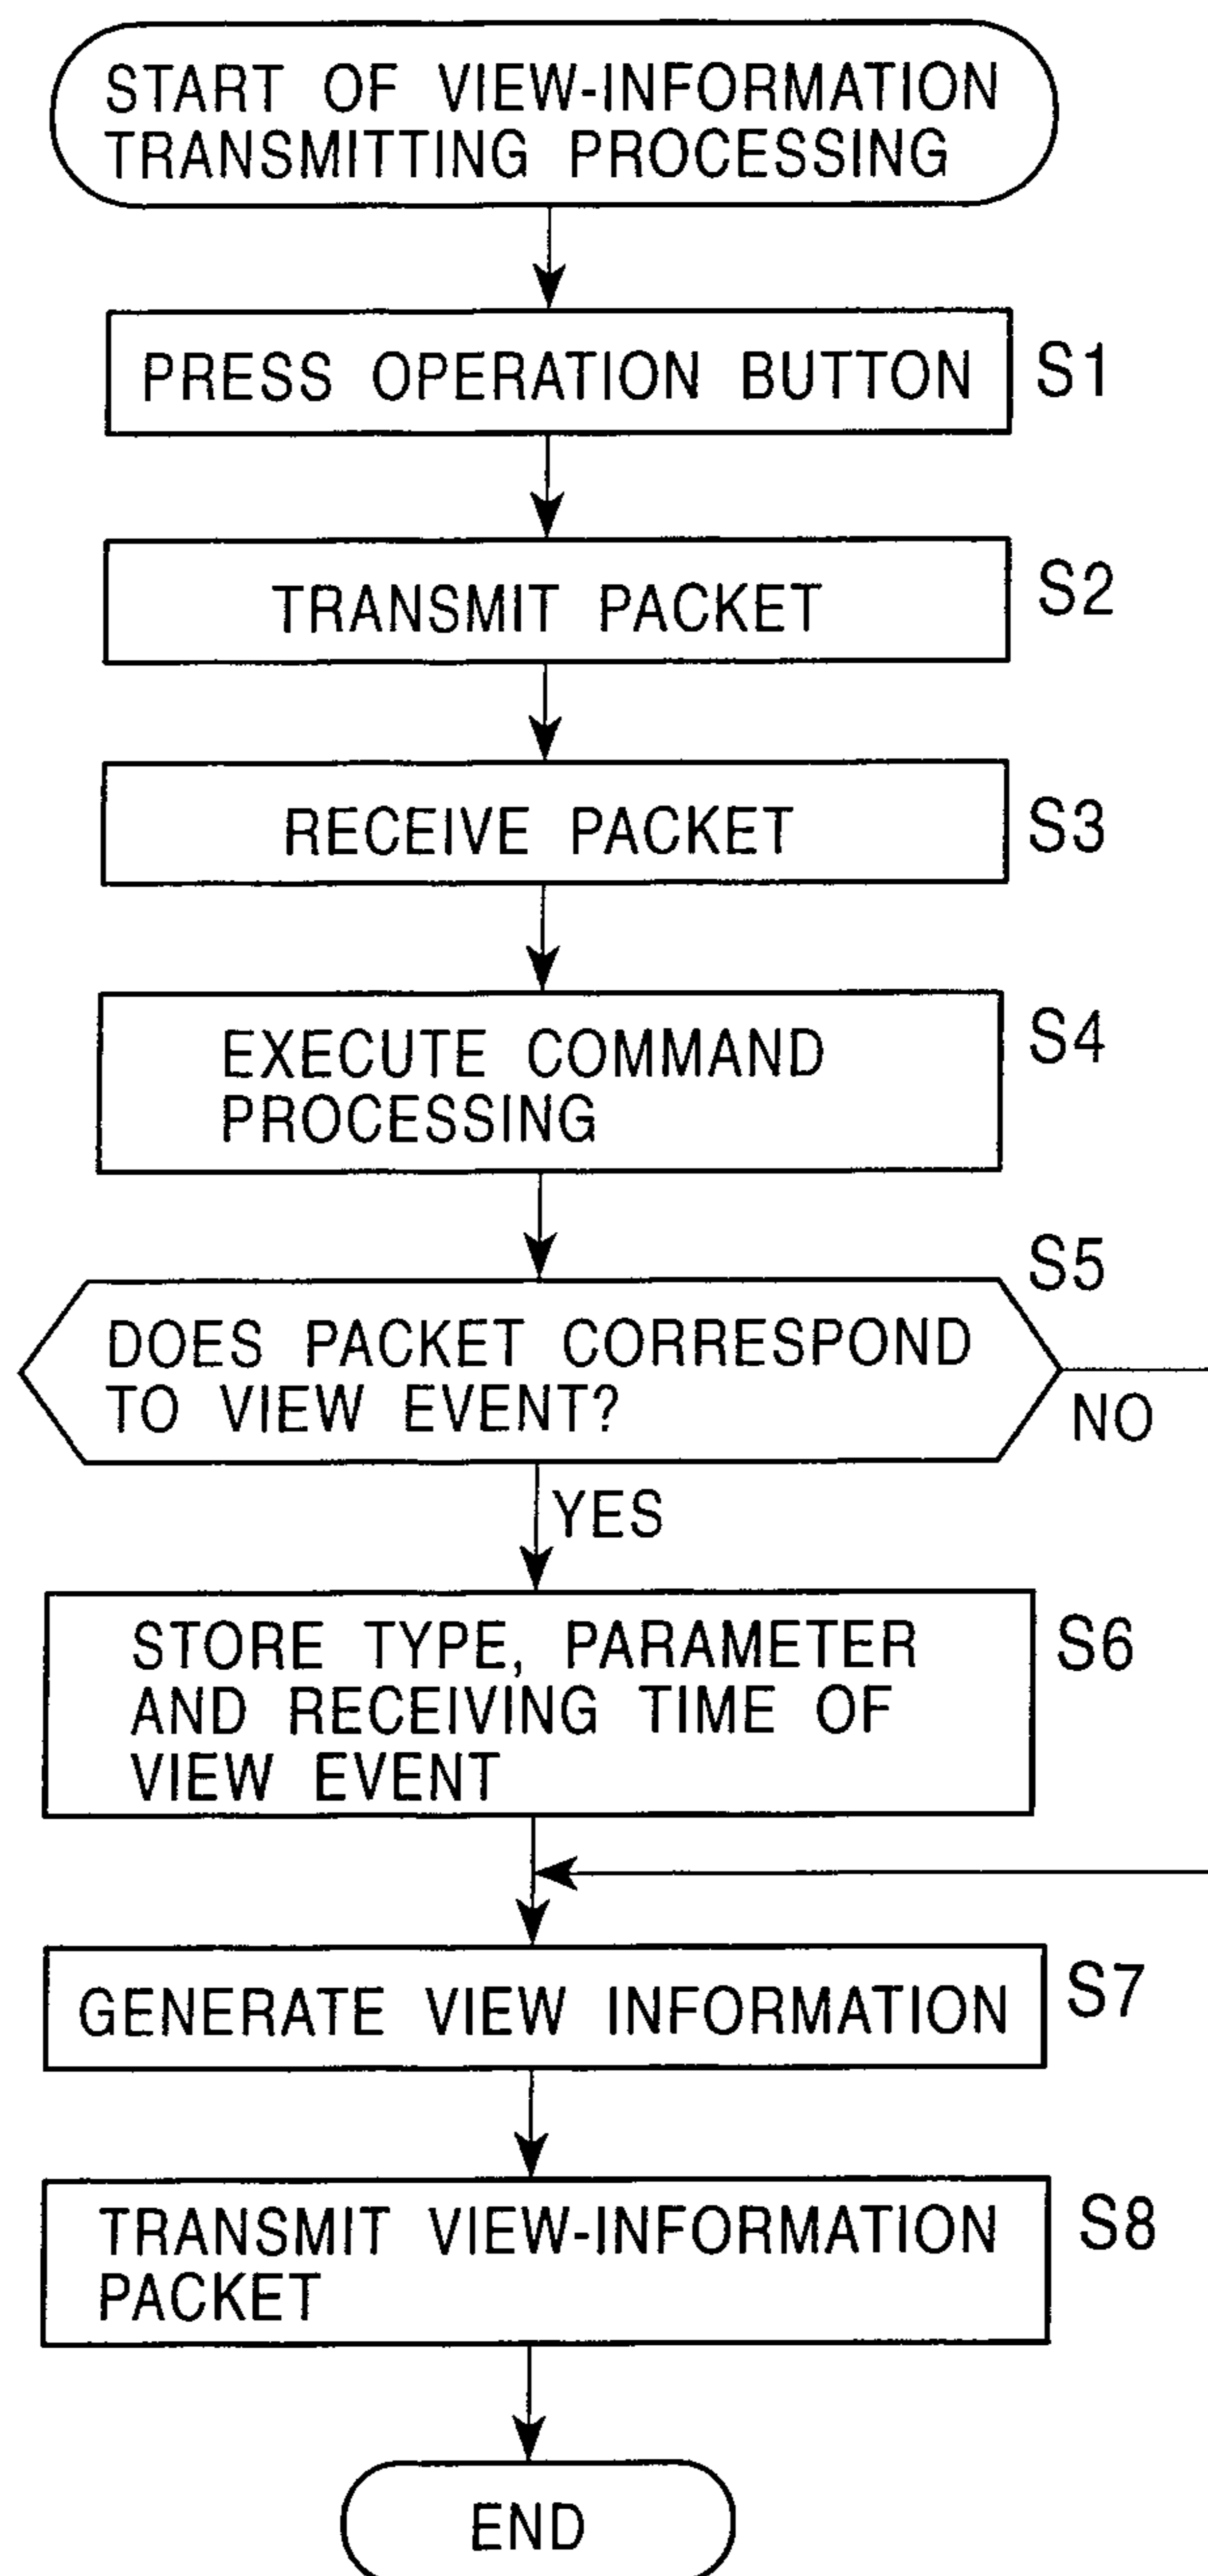 START OF VIEW-INFORMATION
TRANSMITTING PROCESSING
PRESS OPERATION BUTTON
S1
TRANSMIT PACKET
S2
RECEIVE PACKET
S3
EXECUTE COMMAND
PROCESSING
S4
DOES PACKET CORRESPOND
TO VIEW EVENT?
S5
NO
YES
STORE TYPE, PARAMETER
AND RECEIVING TIME OF
VIEW EVENT
S6
GENERATE VIEW INFORMATION
S7
TRANSMIT VIEW-INFORMATION
PACKET
S8
END